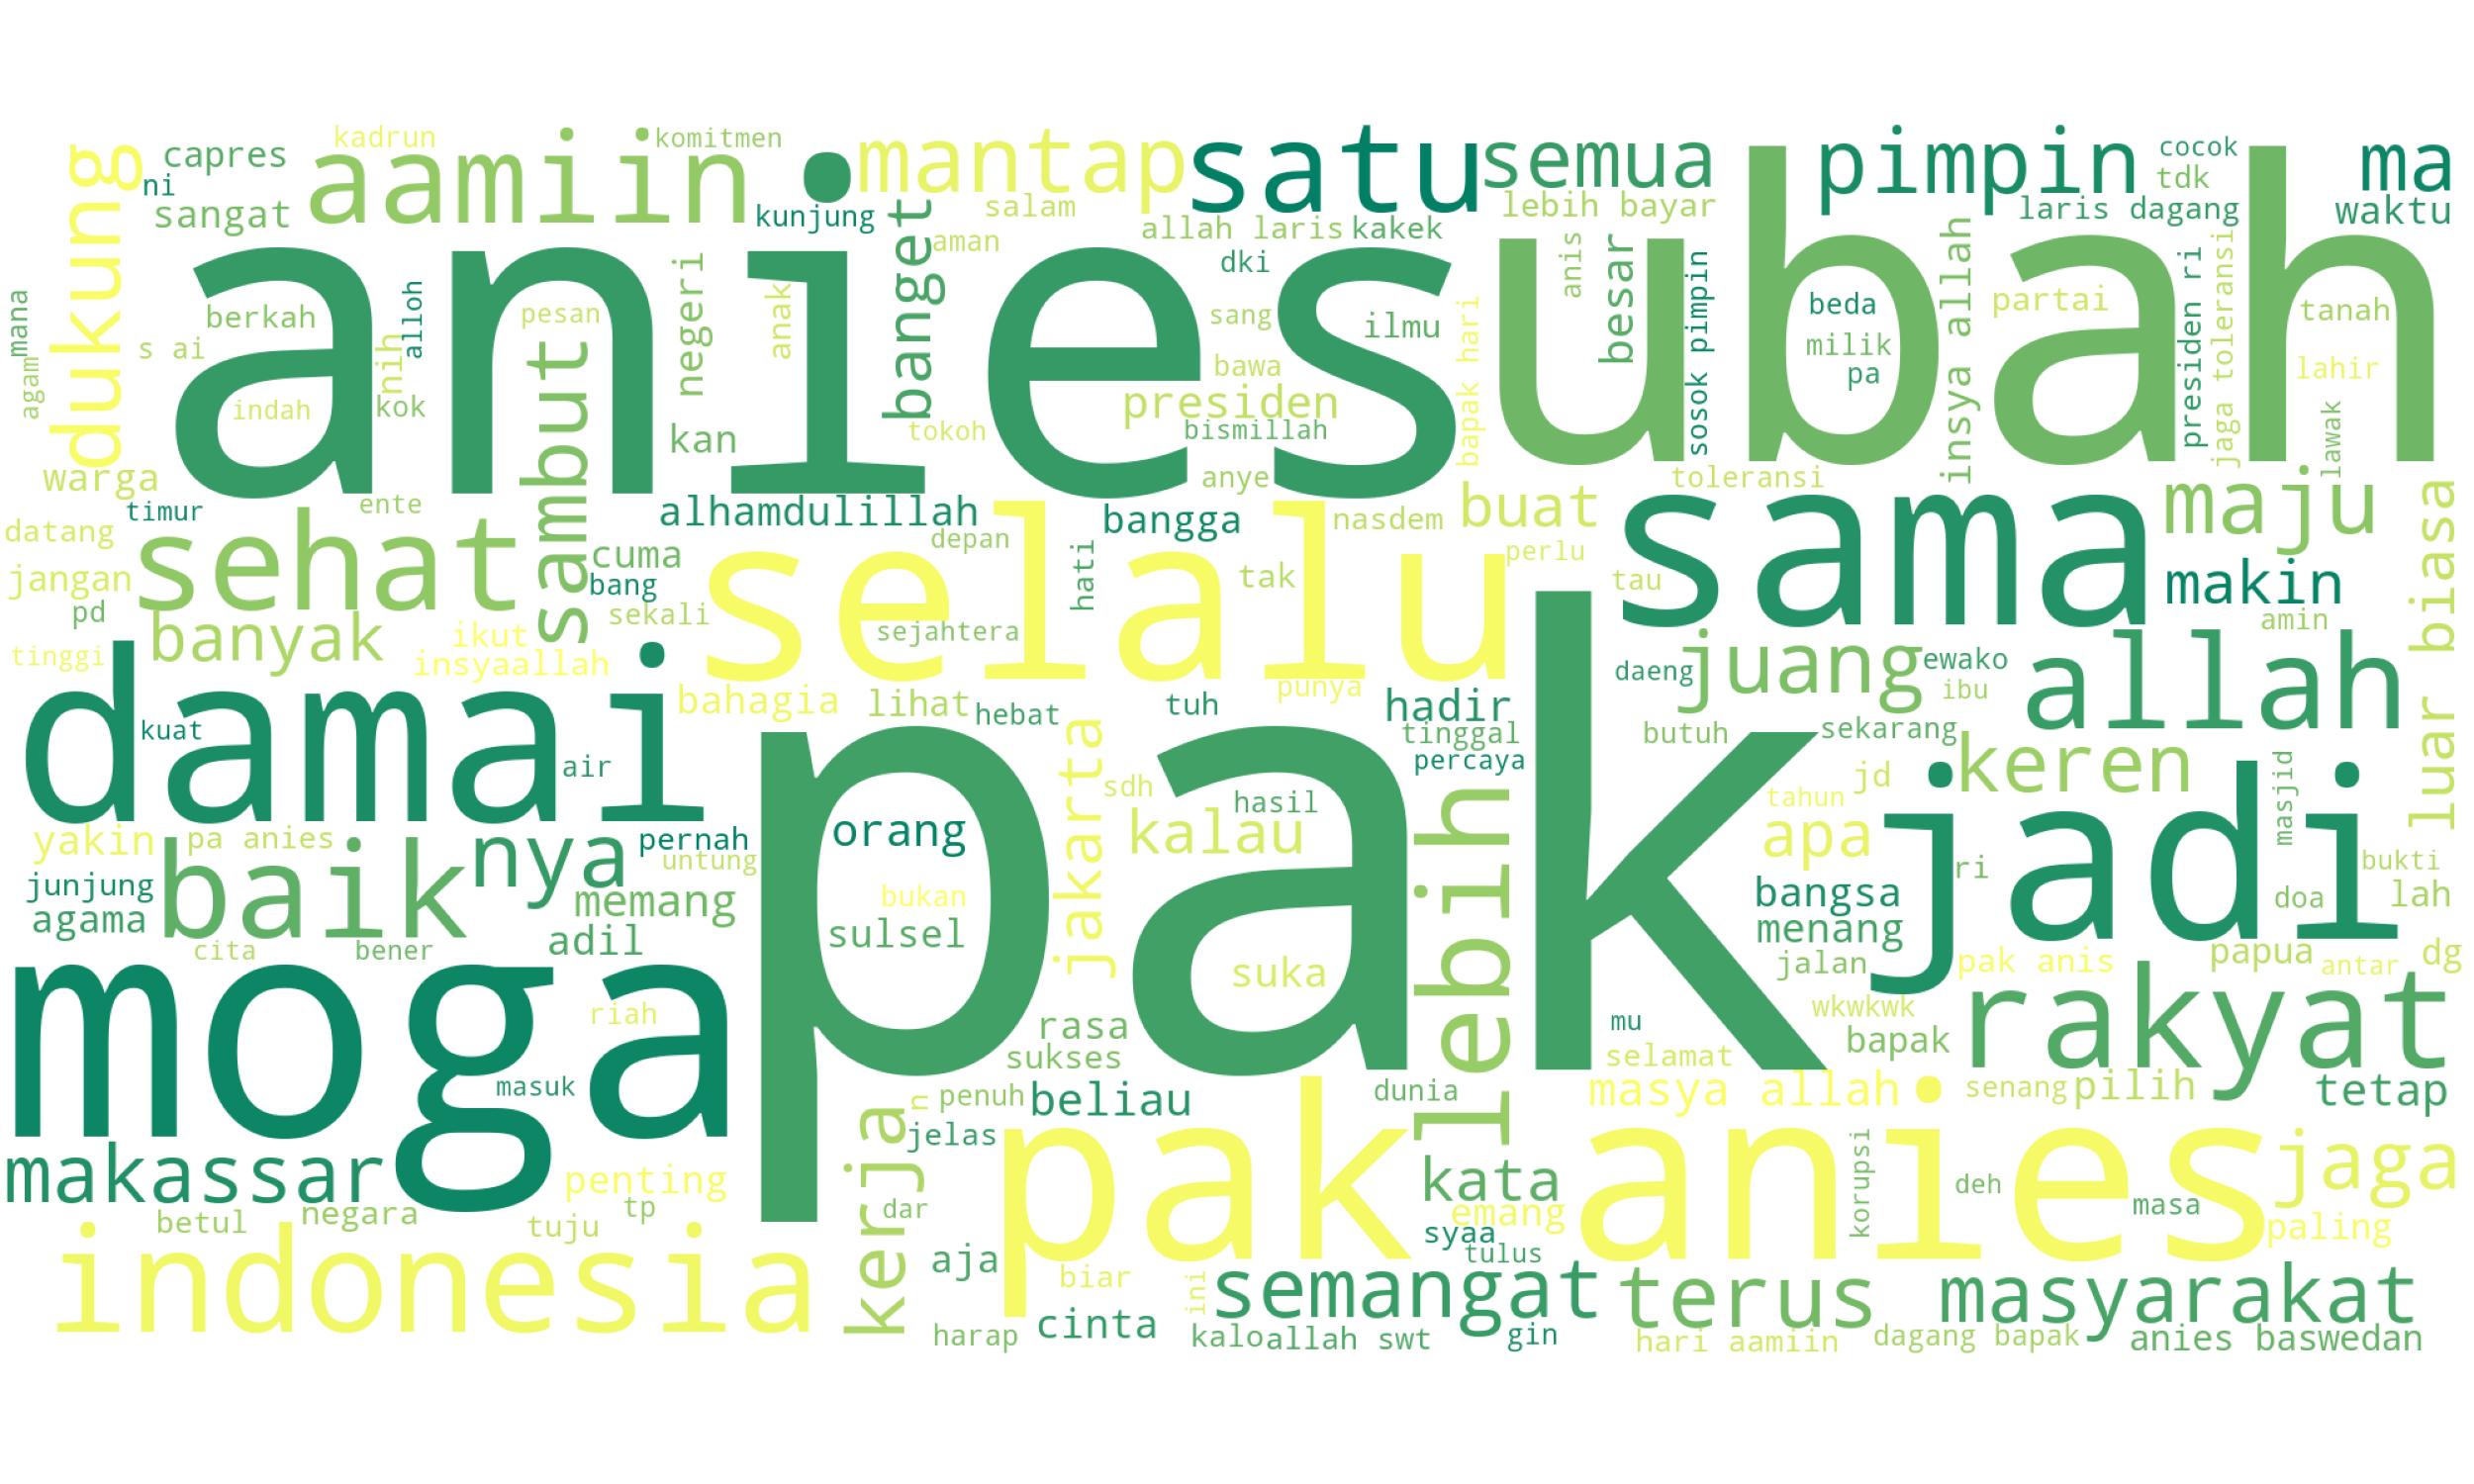 kadrun
komitmen
capres
aamiin
mantap
satu
semua
pimpin
cocok
ma
dukung
ni
sangat
kunjung
banget
salam
lebih bayar
tdk
laris dagang
waktu
allah laris
kakek
aman
dki
anis
besar
sosok pimpin
insya allah
presiden ri
jaga toleransi
anies
ubah
mana
agam
berkah
s ai
alloh
nih
pesan
negeri
anak
sang
ilmu
bapak hari
beda
milik
pa
partai
tanah
lahir
lawak
bawa
indah
kok
sambut
kan
tokoh
presiden
bismillah
warga
ente
anye
toleransi
datang
timur
alhamdulillah
bangga
nasdem
buat
sama
maju
luar biasa
sehat
cuma
depan
selalu
hati
tak
perlu
tau
makin
jangan
bang
pd
sekali
sejahtera
amin
banyak
ikut
insyaallah
tinggi
damai
bahagia
lihat
hebat
tuh
punya
hadir
daeng
juang
ewako
ibu
allah
kuat
air
jakarta
tinggal
percaya
butuh
sekarang
keren
sdh
hasil
lebih
jd
tahun
masjid
yakin
pa anies
baik
nya
pernah
untung
orang
pak
kalau
apa
jadi
ri
bukti
junjung
agama
memang
bukan
bangsa
doa
lah
cita
bener
adil
sulsel
suka
menang
jalan
pak anis
papua
antar
dg
moga
riah
masuk
rasa
sukses
mu
wkwkwk
selamat
bapak
rakyat
kerja
n
penuh
beliau
dunia
masya allah
senang
pilih
tetap
makassar
jelas
pak anies
penting
kata
korupsi
deh
masa
jaga
betul
negara
tuju
tp
dar
emang
syaa
tulus
paling
indonesia
aja
biar
ini
semangat
terus
masyarakat
harap
cinta
kalo
allah swt
gin
hari aamiin
dagang bapak
anies baswedan